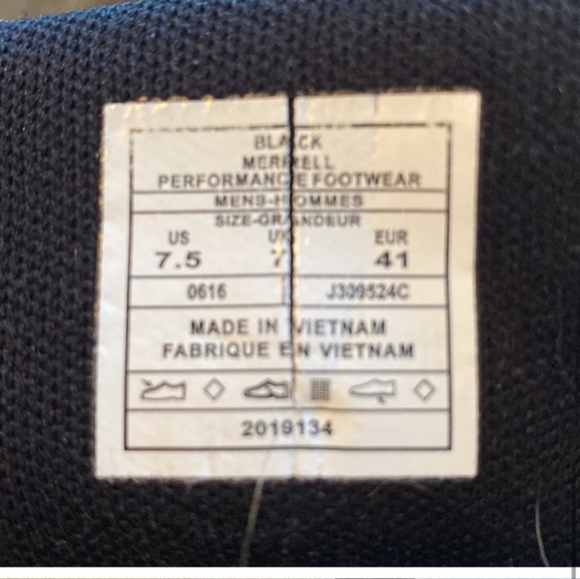 BLACK
MERRELL
PERFORMANCE FOOTWEAR
MENS-HOMMES
SIZE-GRANDEUR
US UK EUR
7.5 7 41
0616 J309524C
MADE IN VIETNAM
FABRIQUE EN VIETNAM
2019134